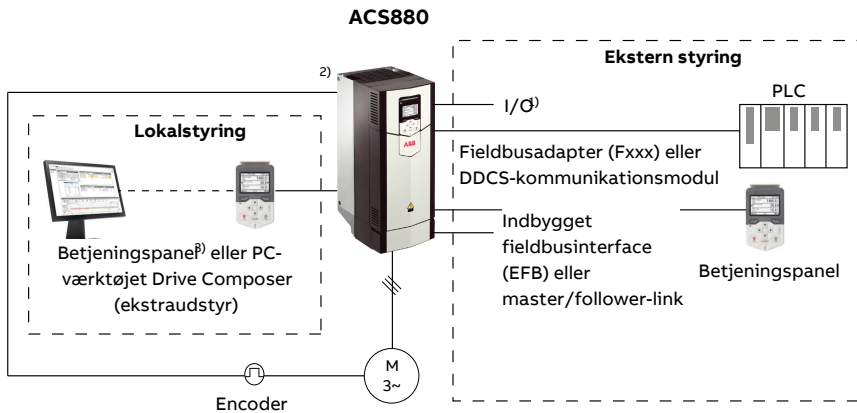 ACS880
2)
Ekstern styring
I/O1)
PLC
Lokalstyring
ABB
Fieldbusadapter (Fxxx) eller
DDCS-kommunikationsmodul
Betjeningspanel3) eller PC-
værktøjet Drive Composer
(ekstraudstyr)
Indbygget
fieldbusinterface
(EFB) eller
master/follower-link
Betjeningspanel
M
3~
Encoder